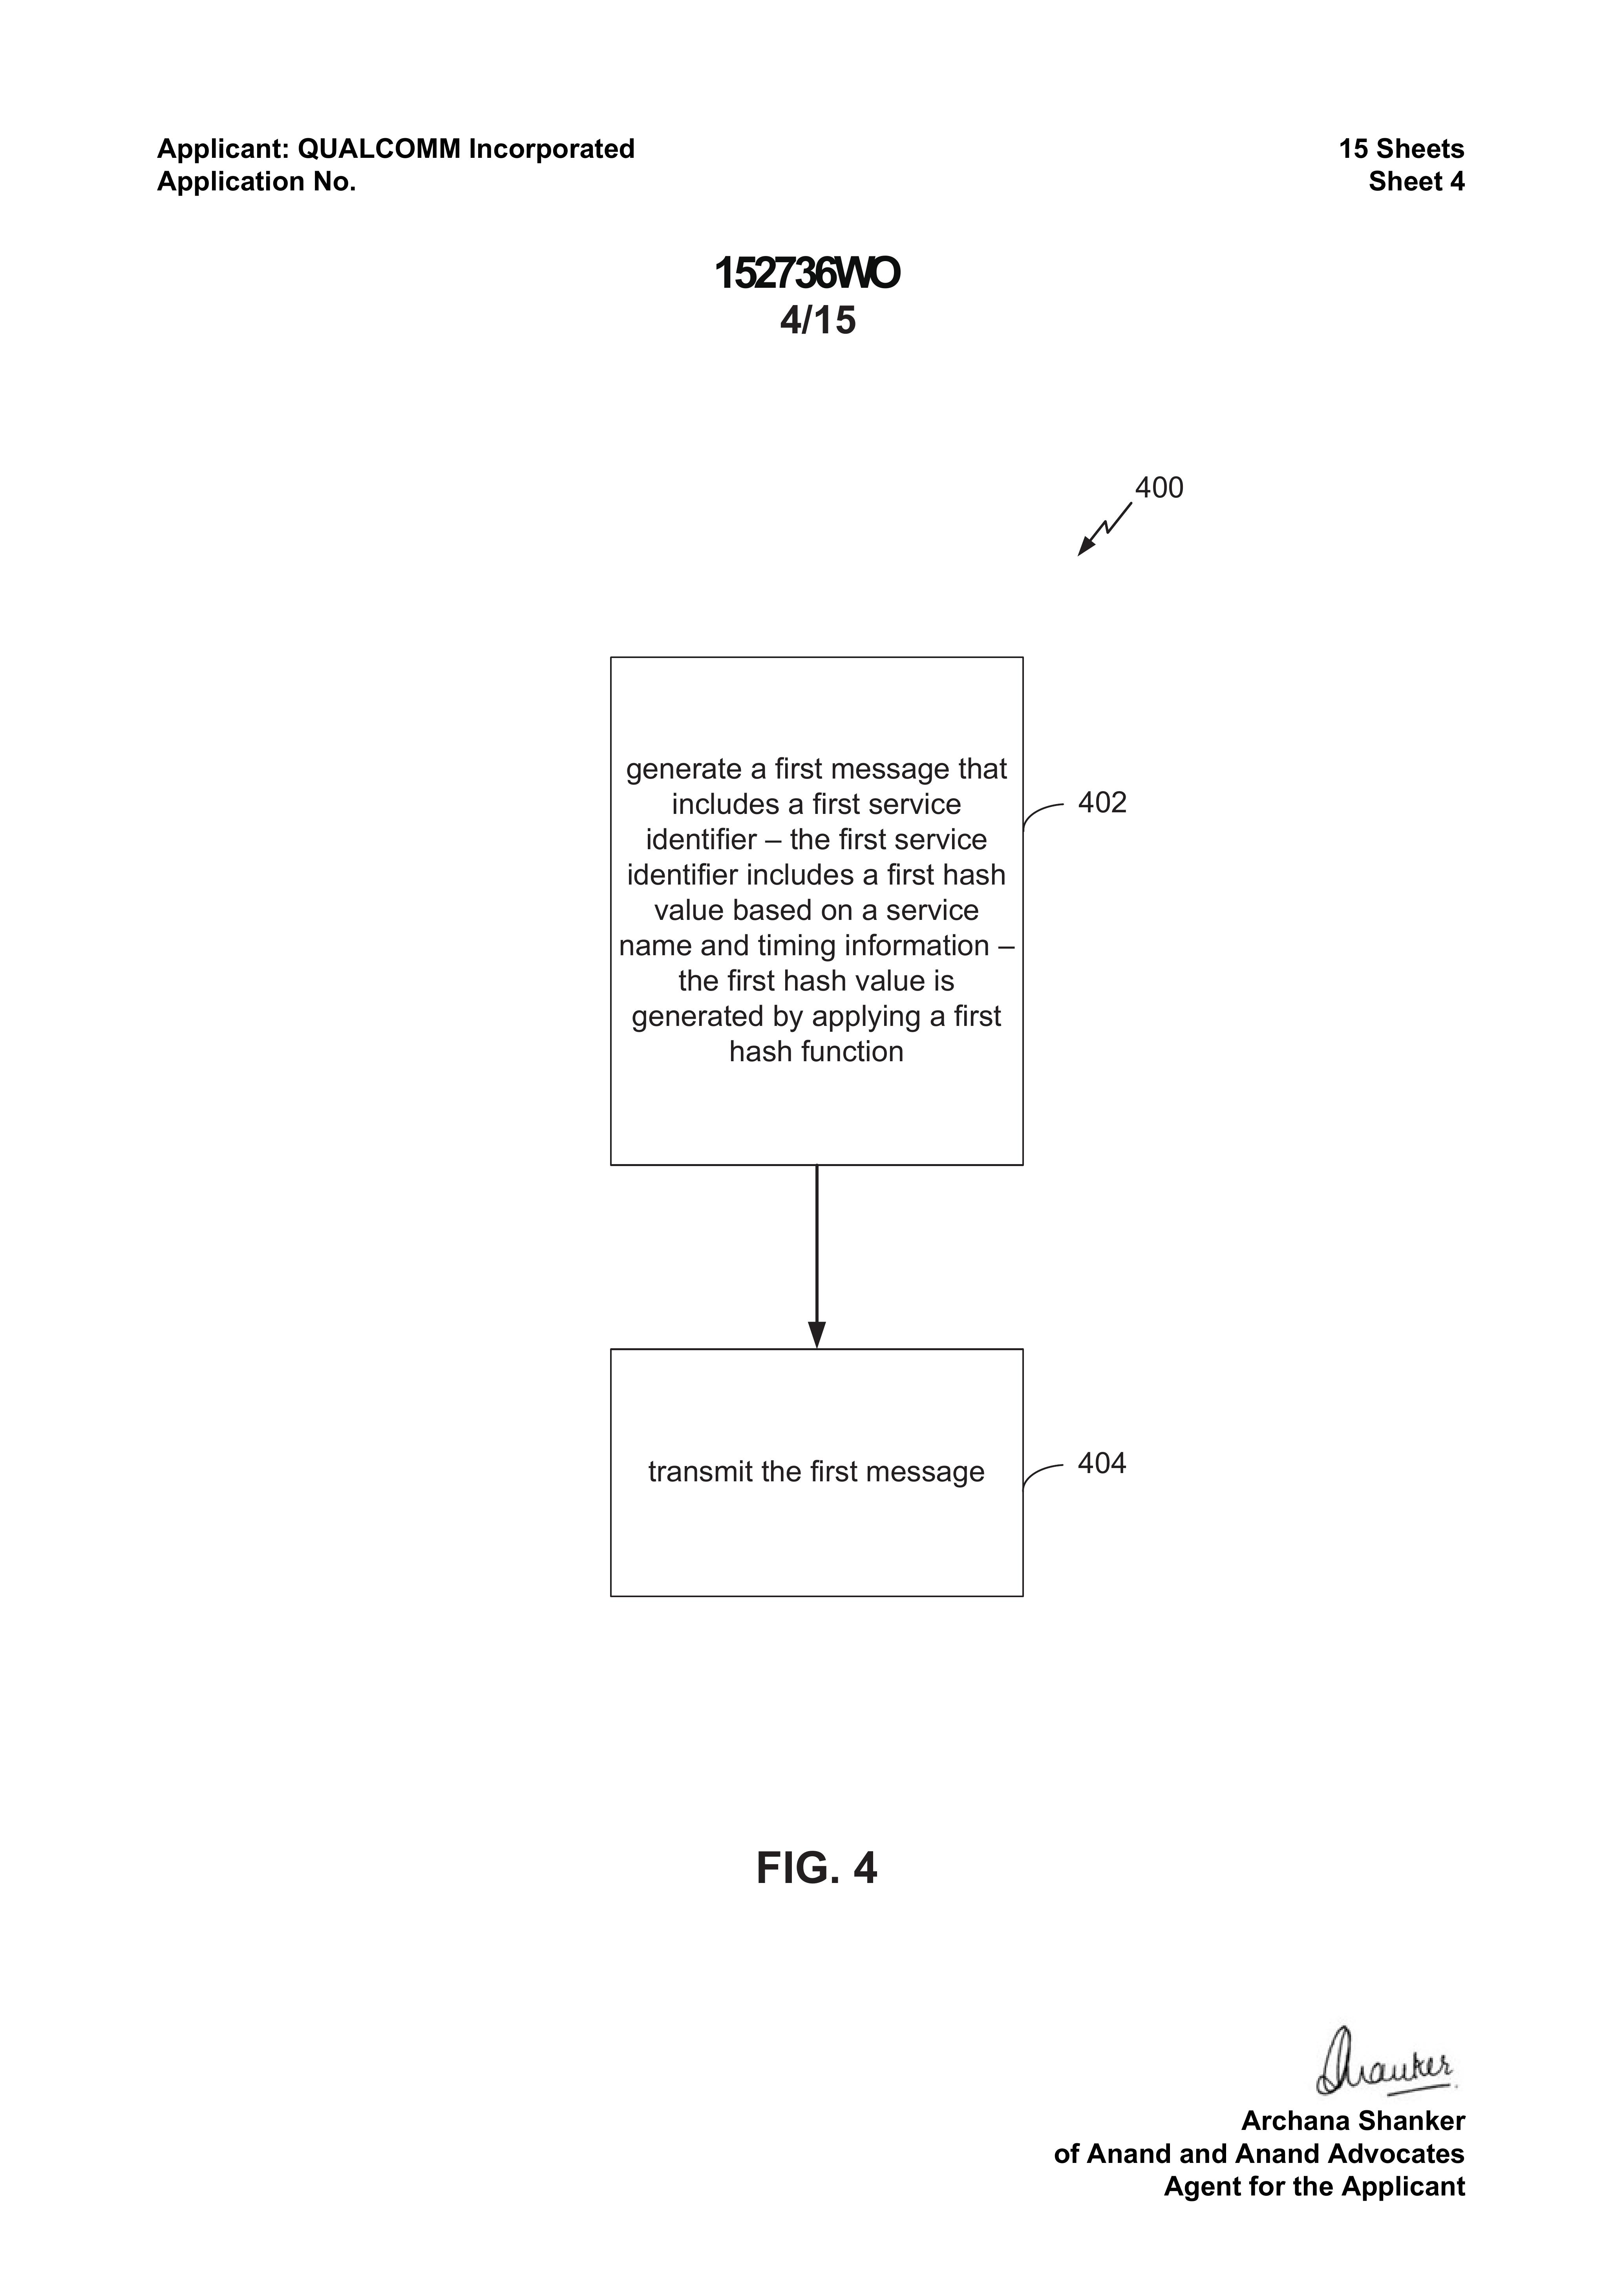 Applicant: QUALCOMM Incorporated
Application No.
15 Sheets
Sheet 4
152736WO
4/15
400
generate a first message that
includes a first service
identifier – the first service
identifier includes a first hash
value based on a service
name and timing information –
the first hash value is
generated by applying a first
hash function
402
transmit the first message
404
FIG. 4
Shanker
Archana Shanker
of Anand and Anand Advocates
Agent for the Applicant